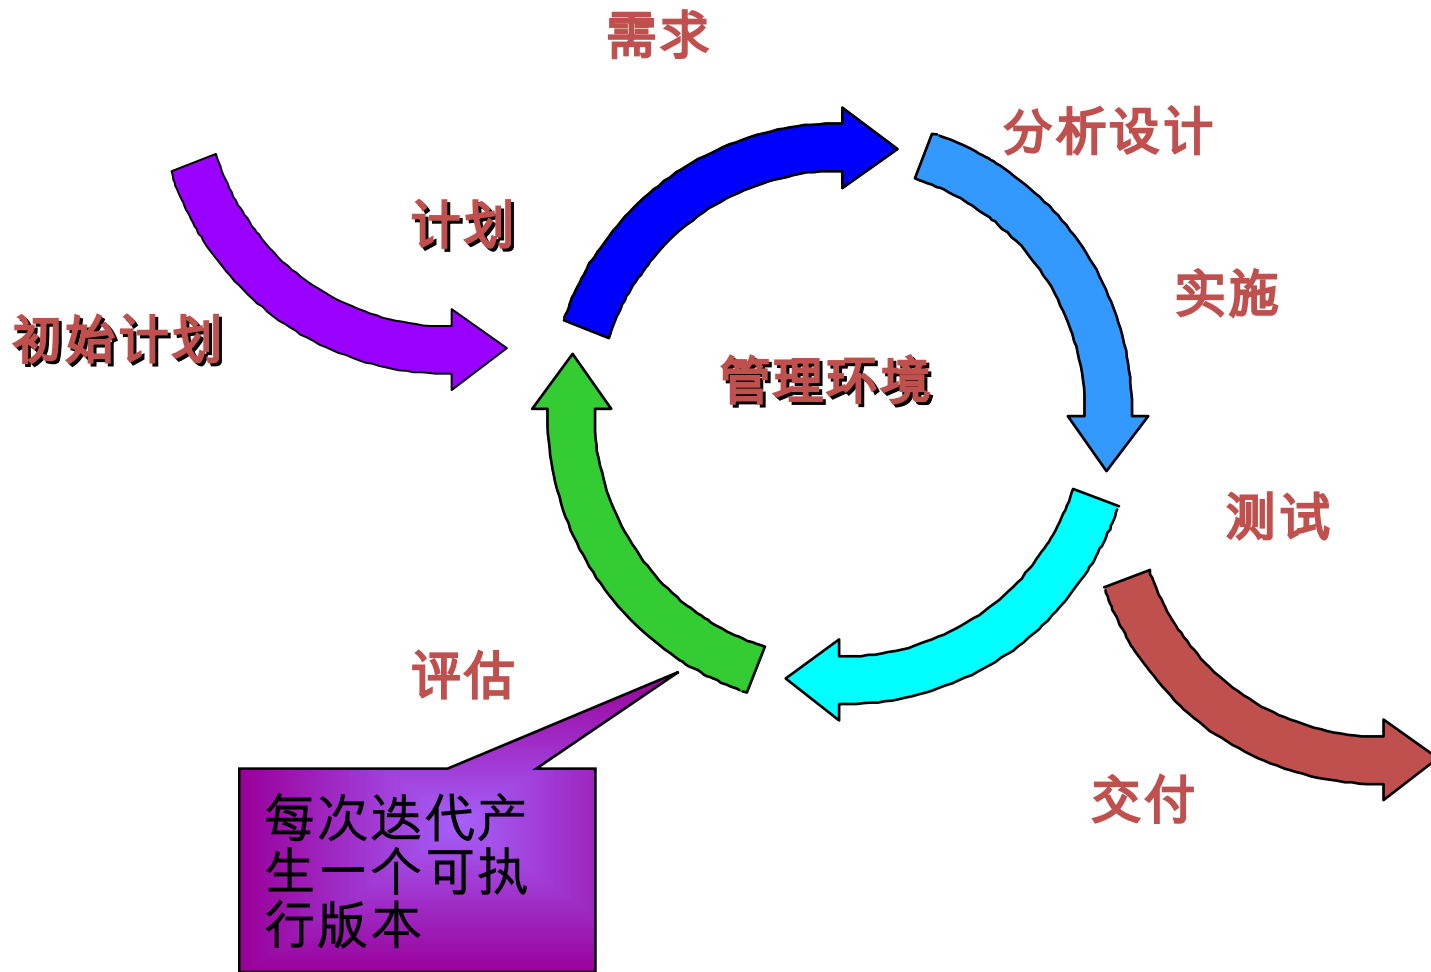 需求
分析设计
计划
实施
初始计划
管理环境
测试
评估
交付
每次迭代产
生一个可执
行版本